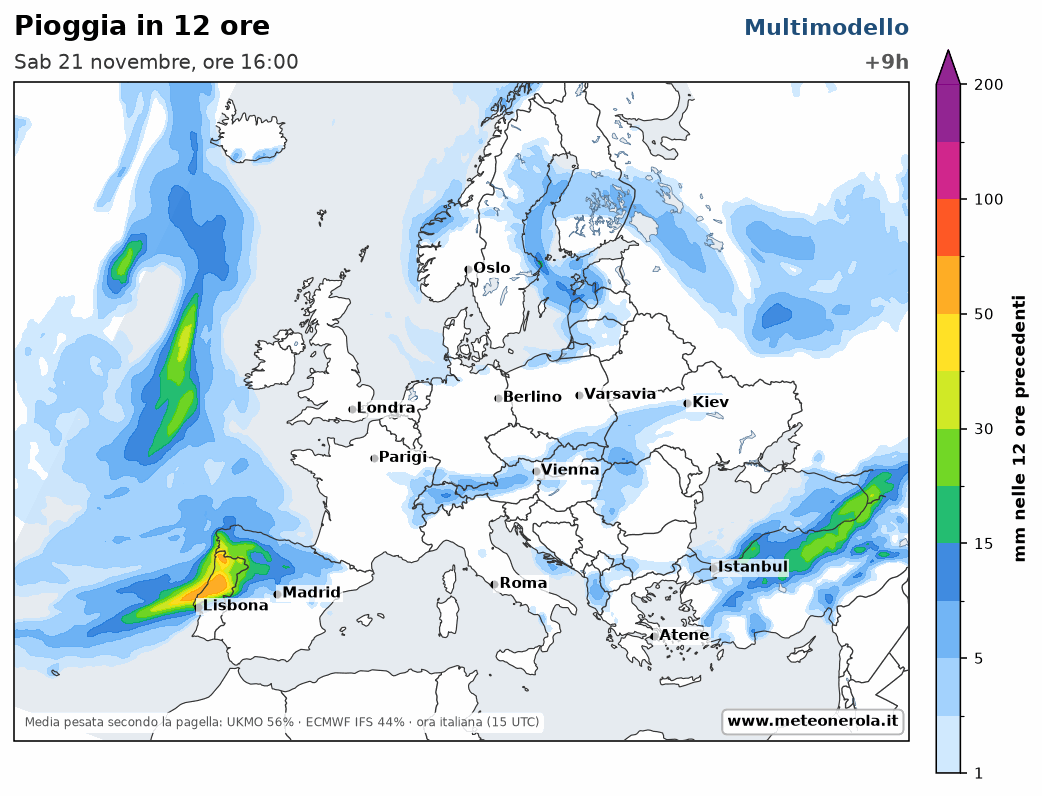 Pioggia in 12 ore
Multimodello
Sab 21 novembre, ore 16:00
+9h
200
100
50
30
15
5
1
mm nelle 12 ore precedenti
Oslo
Berlino
Varsavia
Kiev
Londra
Parigi
Vienna
Istanbul
Roma
Madrid
Lisbona
Atene
Media pesata secondo la pagella: UKMO 56% · ECMWF IFS 44% · ora italiana (15 UTC)
www.meteonerola.it